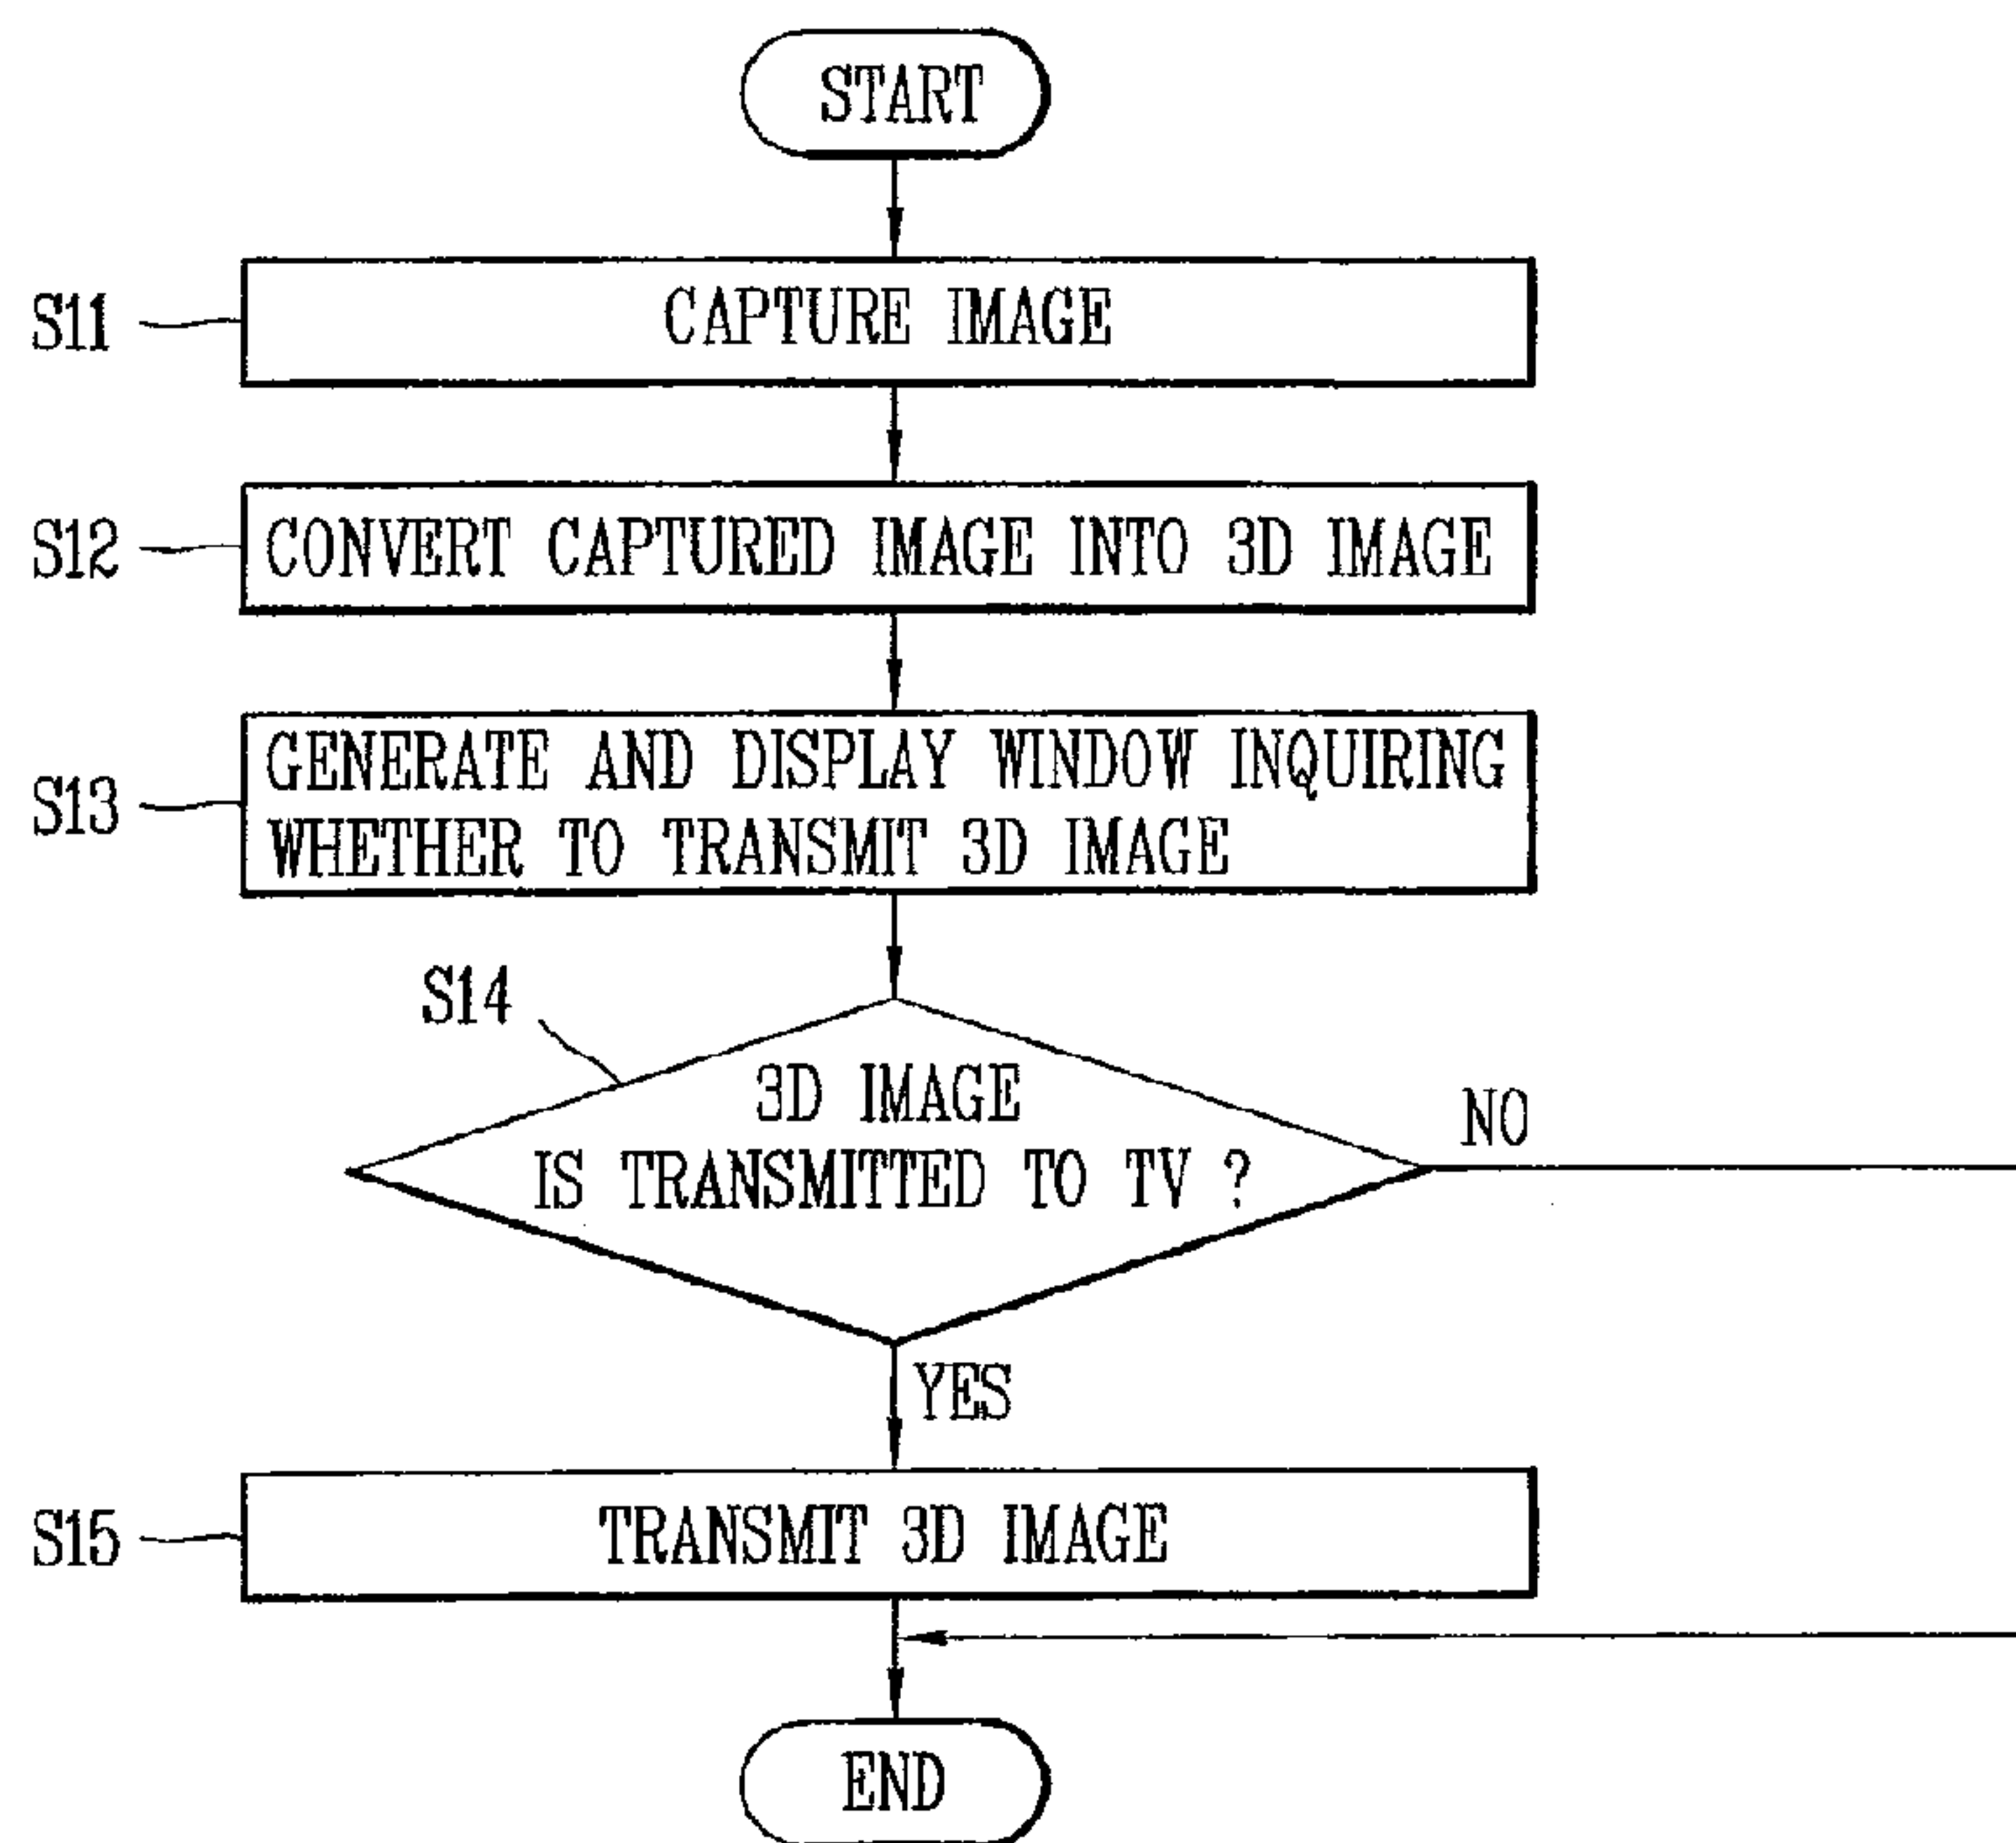 START
S11
CAPTURE IMAGE
S12
CONVERT CAPTURED IMAGE INTO 3D IMAGE
S13
GENERATE AND DISPLAY WINDOW INQUIRING
WHETHER TO TRANSMIT 3D IMAGE
S14
3D IMAGE
IS TRANSMITTED TO TV ?
NO
YES
S15
TRANSMIT 3D IMAGE
END